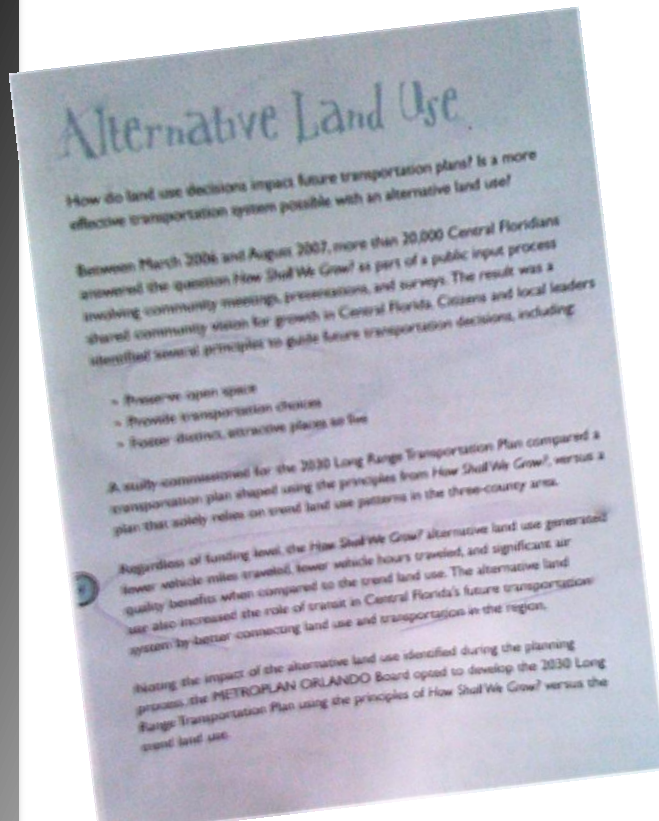 Alternative Land Use
How do land use decisions impact future transportation plans? Is a more
effective transportation system possible with an alternative land use?
Between March 2006 and August 2007, more than 20,000 Central Floridians
answered the question How Shall We Grow? as part of a public input process
involving community meetings, presentations, and surveys. The result was a
shared community vision for growth in Central Florida. Citizens and local leaders
identified several principles to guide future transportation decisions, including:
» Preserve open space
» Provide transportation choices
» Foster distinct, attractive places to live
A study commissioned for the 2030 Long Range Transportation Plan compared a
transportation plan shaped using the principles from How Shall We Grow?, versus a
plan that solely relies on trend land use patterns in the three-county area.
Regardless of funding level, the How Shall We Grow? alternative land use generated
lower vehicle miles traveled, lower vehicle hours traveled, and significant air
quality benefits when compared to the trend land use. The alternative land
use also increased the role of transit in Central Florida's future transportation
system by better connecting land use and transportation in the region.
Noting the impact of the alternative land use identified during the planning
process, the METROPLAN ORLANDO Board opted to develop the 2030 Long
Range Transportation Plan using the principles of How Shall We Grow? versus the
trend land use.